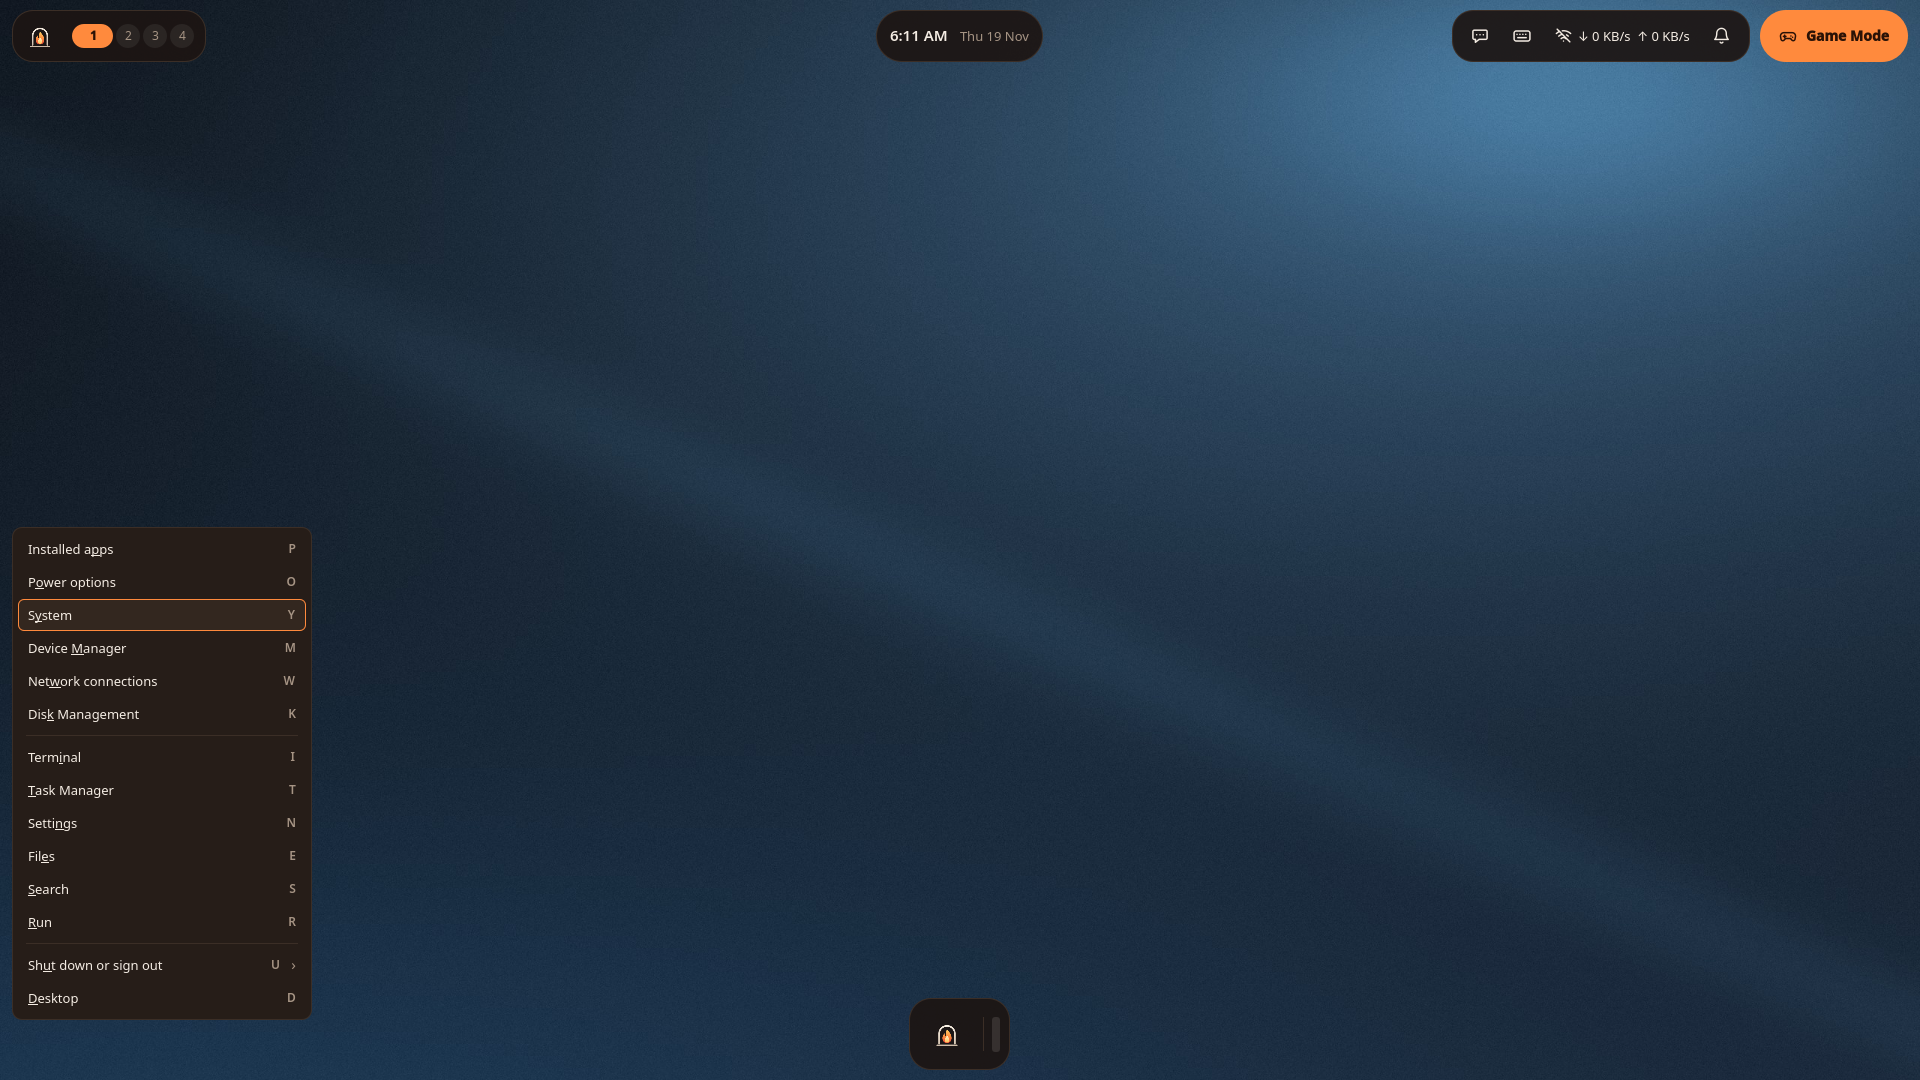 1 2 3 4
6:11 AM Thu 19 Nov
↓ 0 KB/s ↑ 0 KB/s
Game Mode
Installed apps P
Power options O
System Y
Device Manager M
Network connections W
Disk Management K
Terminal I
Task Manager T
Settings N
Files E
Search S
Run R
Shut down or sign out U ›
Desktop D